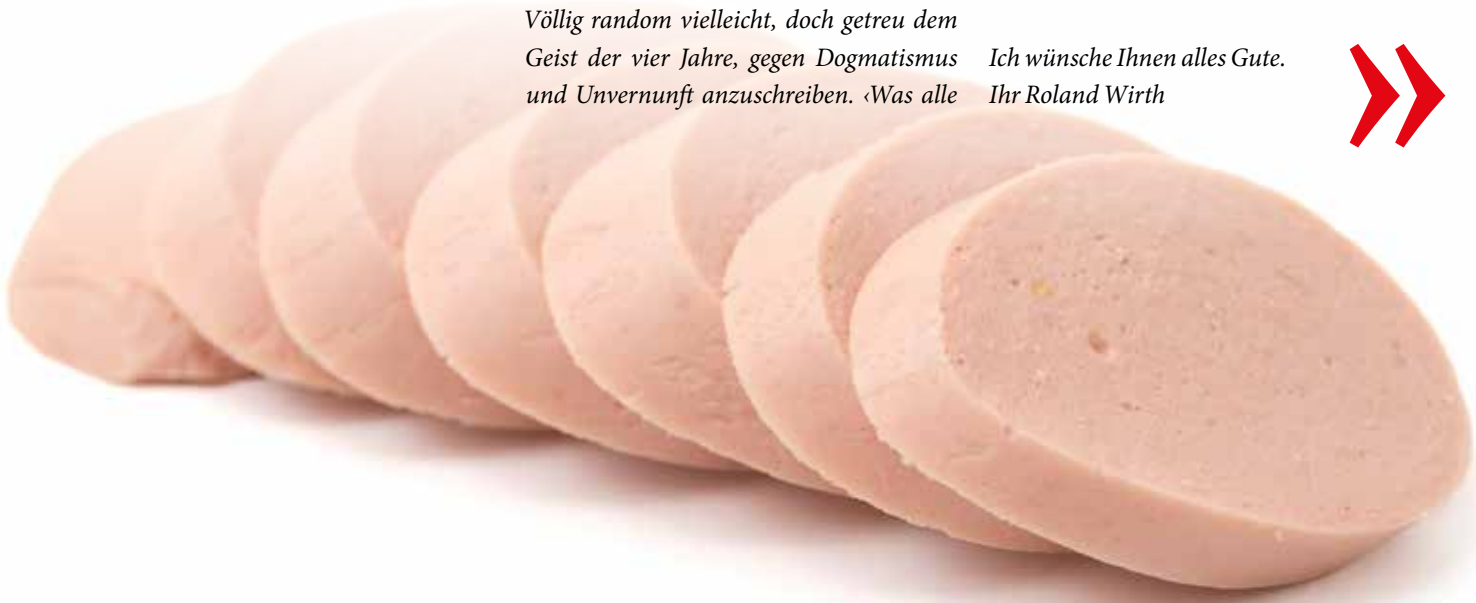 Völlig random vielleicht, doch getreu dem
Geist der vier Jahre, gegen Dogmatismus
und Unvernunft anzuschreiben. ‹Was alle
Ich wünsche Ihnen alles Gute.
Ihr Roland Wirth
»